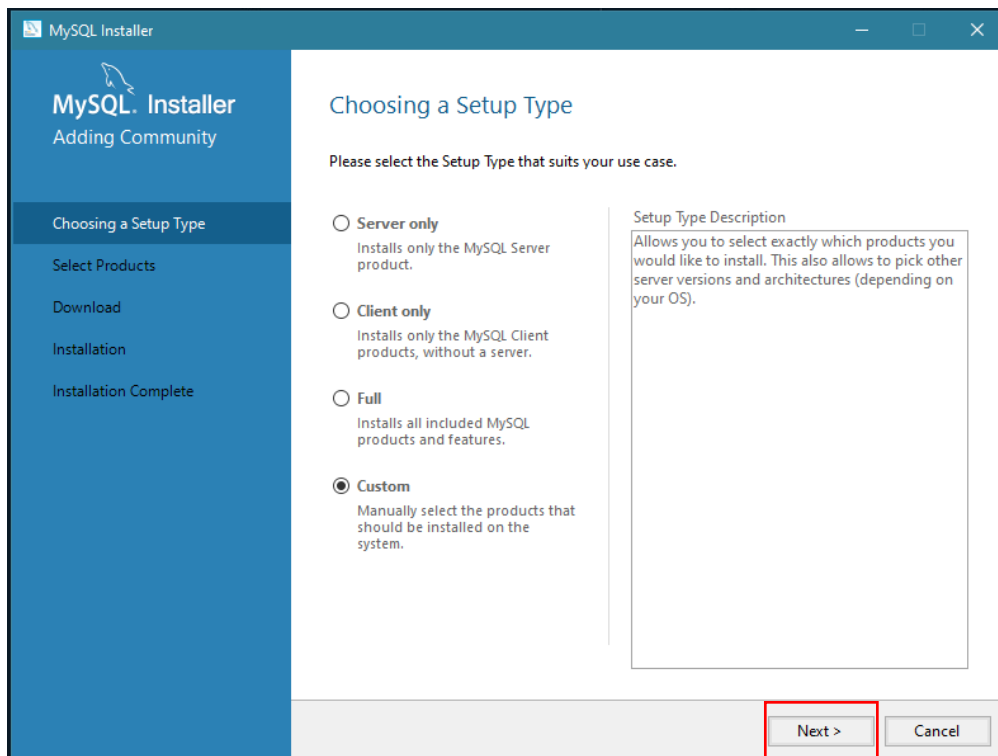 MySQL Installer
MySQL. Installer
Adding Community
Choosing a Setup Type
Select Products
Download
Installation
Installation Complete
Choosing a Setup Type
Please select the Setup Type that suits your use case.
Server only
Installs only the MySQL Server
product.
Client only
Installs only the MySQL Client
products, without a server.
Full
Installs all included MySQL
products and features.
Custom
Manually select the products that
should be installed on the
system.
Setup Type Description
Allows you to select exactly which products you
would like to install. This also allows to pick other
server versions and architectures (depending on
your OS).
Next >
Cancel